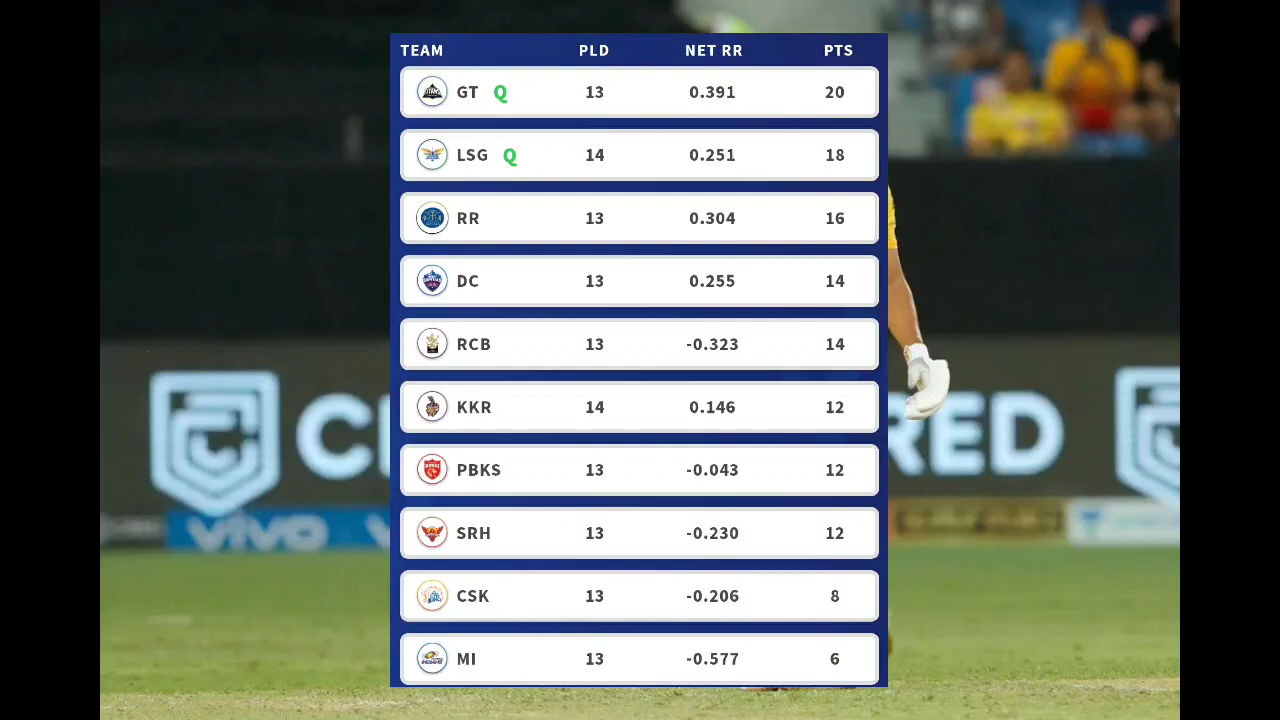 TEAM PLD NET RR PTS
GT Q 13 0.391 20
LSG Q 14 0.251 18
RR 13 0.304 16
DC 13 0.255 14
RCB 13 -0.323 14
KKR 14 0.146 12
PBKS 13 -0.043 12
SRH 13 -0.230 12
CSK 13 -0.206 8
MI 13 -0.577 6
C RED
vivo